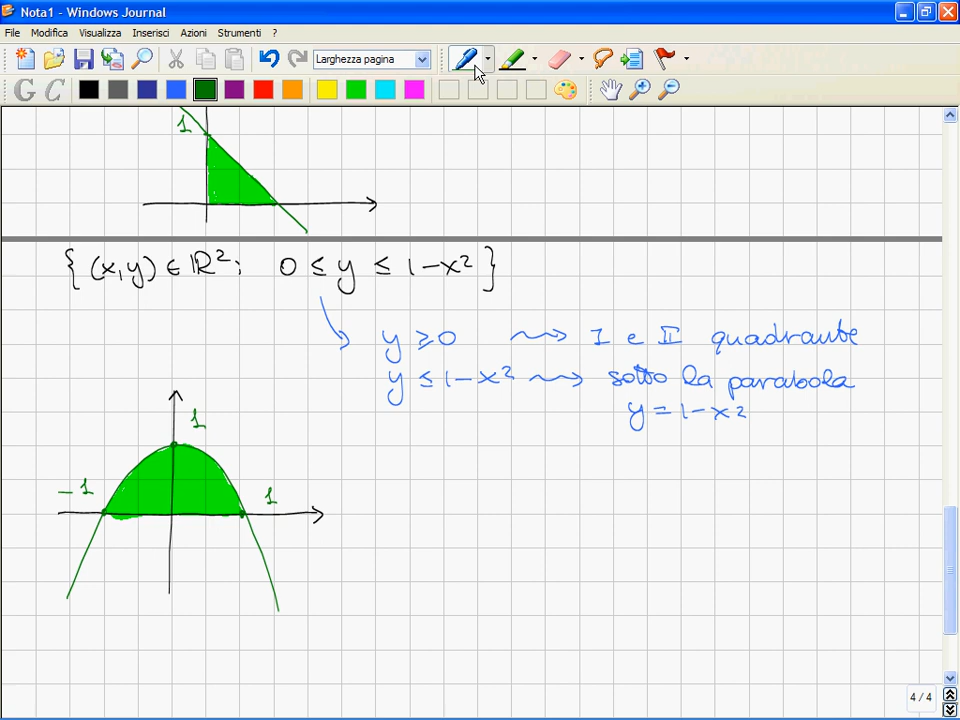 Nota1 - Windows Journal
File Modifica Visualizza Inserisci Azioni Strumenti ?
Larghezza pagina
G C
1
{ (x,y) ∈ ℝ²: 0 ≤ y ≤ 1-x² }
y ≥ 0 ⇝ I e II quadrante
y ≤ 1-x² ⇝ sotto la parabola
y = 1-x²
1
-1 1
4 / 4